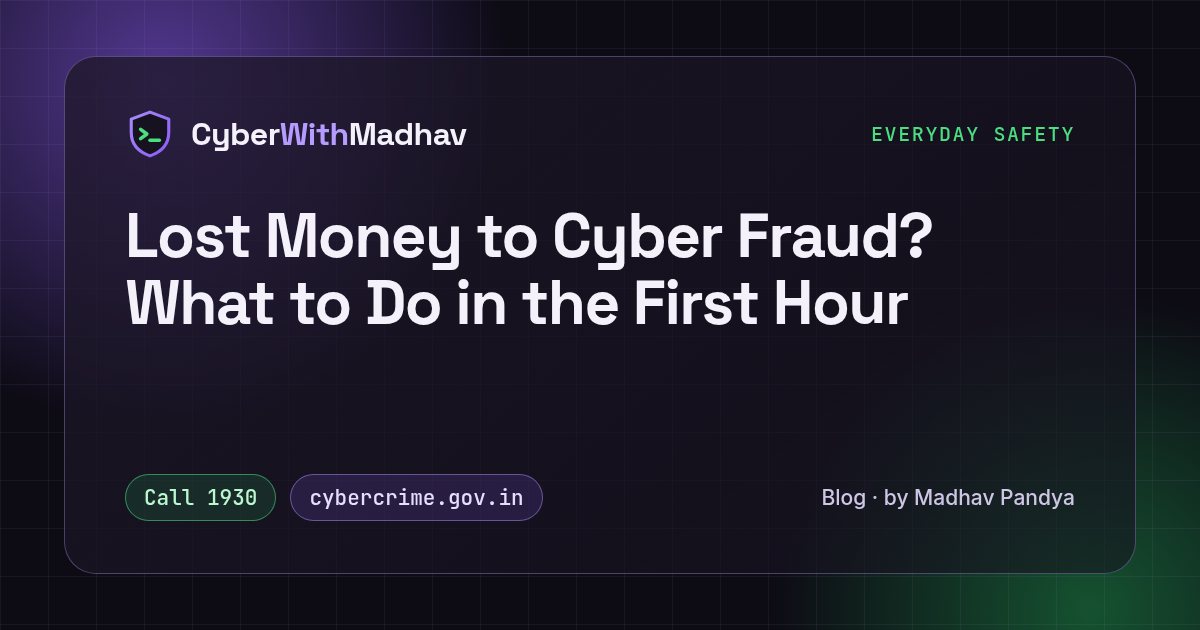 CyberWithMadhav
EVERYDAY SAFETY
Lost Money to Cyber Fraud?
What to Do in the First Hour
Call 1930
cybercrime.gov.in
Blog · by Madhav Pandya